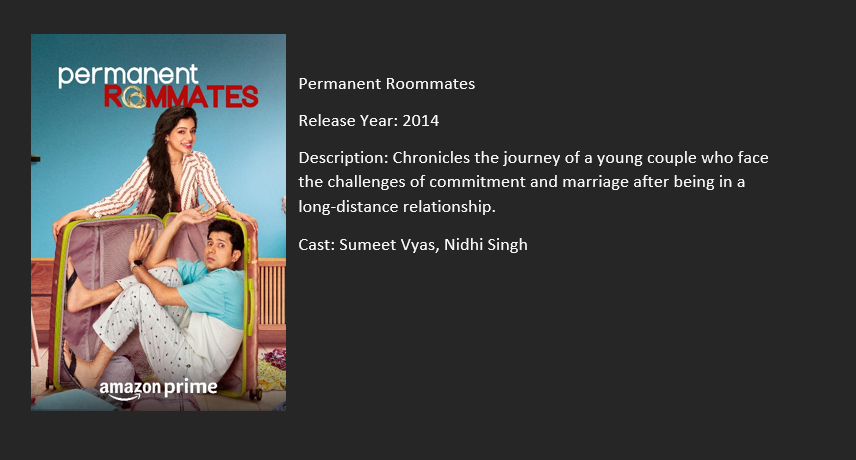 permanent
ROMMATES
Permanent Roommates
Release Year: 2014
Description: Chronicles the journey of a young couple who face
the challenges of commitment and marriage after being in a
long-distance relationship.
Cast: Sumeet Vyas, Nidhi Singh
amazon prime